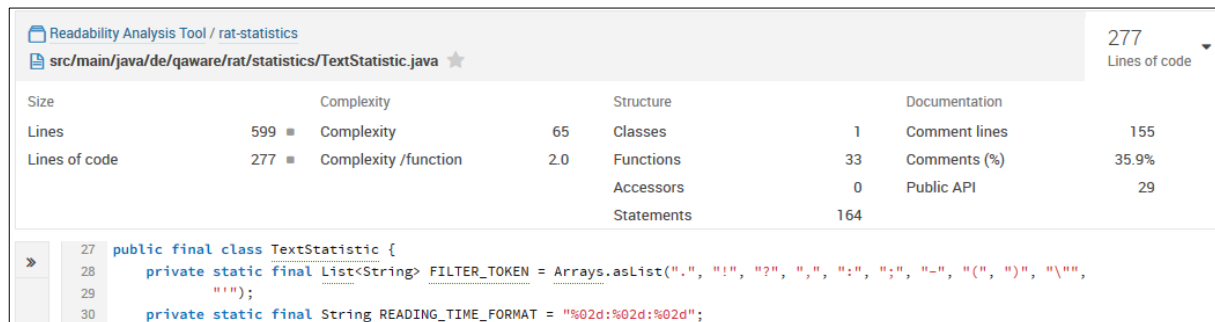 Readability Analysis Tool / rat-statistics
src/main/java/de/qaware/rat/statistics/TextStatistic.java
277
Lines of code
Size Complexity Structure Documentation
Lines 599 Complexity 65 Classes 1 Comment lines 155
Lines of code 277 Complexity /function 2.0 Functions 33 Comments (%) 35.9%
Accessors 0 Public API 29
Statements 164
27 public final class TextStatistic {
28 private static final List<String> FILTER_TOKEN = Arrays.asList(".", "!", "?", ",", ":", ";", "-", "(", ")", "\"",
29 "'");
30 private static final String READING_TIME_FORMAT = "%02d:%02d:%02d";